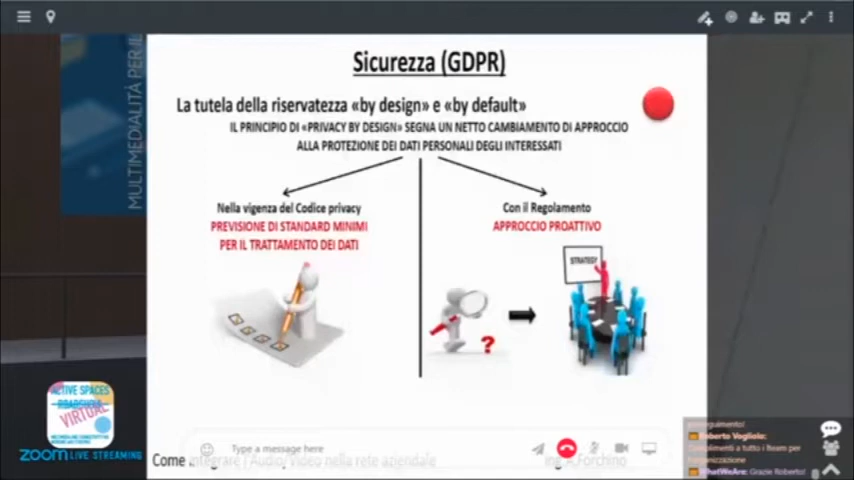 Sicurezza (GDPR)
La tutela della riservatezza «by design» e «by default»
IL PRINCIPIO DI «PRIVACY BY DESIGN» SEGNA UN NETTO CAMBIAMENTO DI APPROCCIO
ALLA PROTEZIONE DEI DATI PERSONALI DEGLI INTERESSATI
Nella vigenza del Codice privacy
PREVISIONE DI STANDARD MINIMI
PER IL TRATTAMENTO DEI DATI
Con il Regolamento
APPROCCIO PROATTIVO
STRATEGY
?
MULTIMEDIALITÀ PER IL
ACTIVE SPACES
VIRTUAL
zoom LIVE STREAMING
Type a message here
Come integrare i Audio/Video nella rete aziendale
ing. A.Forchino
Roberto Vogliolo:
a tutto i team per
WhatWeAre: Grazie Roberto!